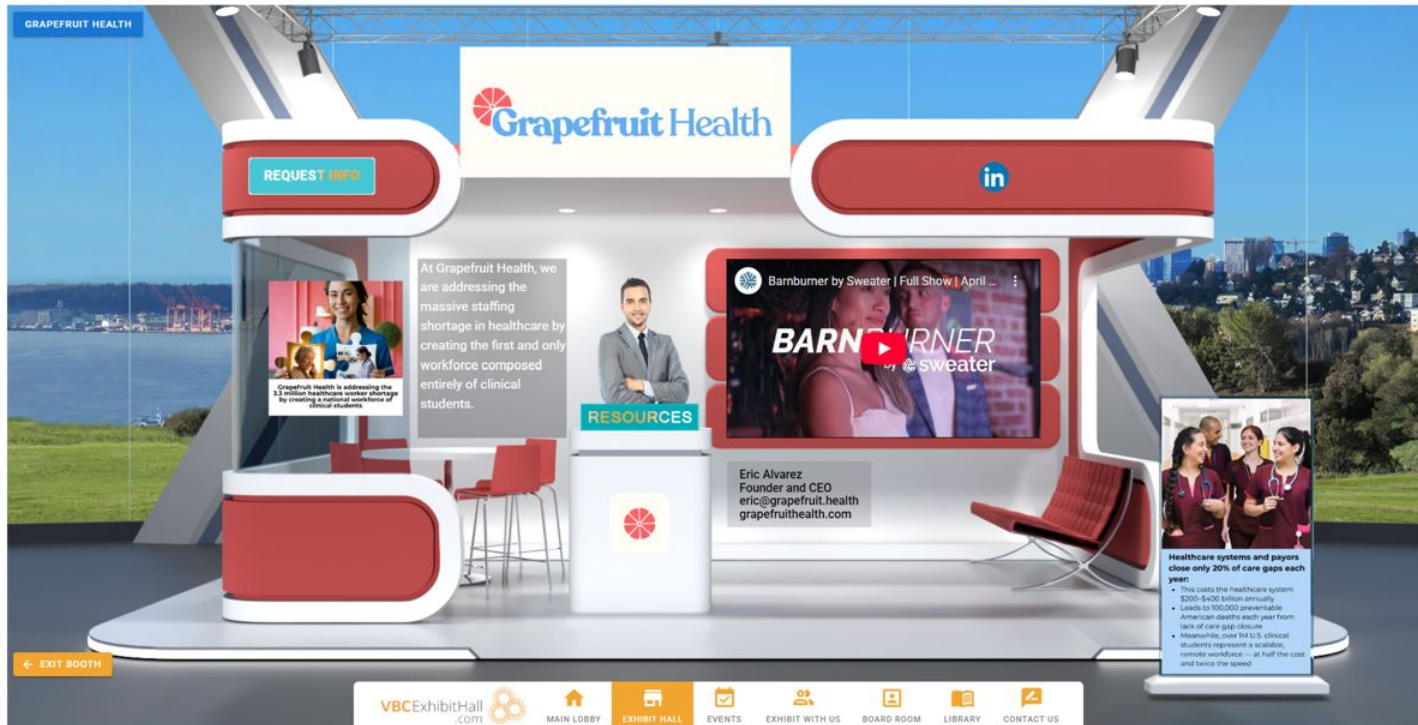 GRAPEFRUIT HEALTH
Grapefruit Health
REQUEST INFO
in
At Grapefruit Health, we
are addressing the
massive staffing
shortage in healthcare by
creating the first and only
workforce composed
entirely of clinical
students.
Grapefruit Health is addressing the
3.3 million healthcare worker shortage
by creating a national workforce of
clinical students
RESOURCES
Barnburner by Sweater | Full Show | April ...
BARNBURNER
by sweater
Eric Alvarez
Founder and CEO
eric@grapefruit.health
grapefruithealth.com
Healthcare systems and payors
close only 20% of care gaps each
year:
• This costs the healthcare system
$200-$400 billion annually
• Leads to 100,000 preventable
American deaths each year from
lack of care gap closure
• Meanwhile, over 1M U.S. clinical
students represent a scalable,
remote workforce — at half the cost
and twice the speed
← EXIT BOOTH
VBCExhibitHall
.com
MAIN LOBBY
EXHIBIT HALL
EVENTS
EXHIBIT WITH US
BOARD ROOM
LIBRARY
CONTACT US